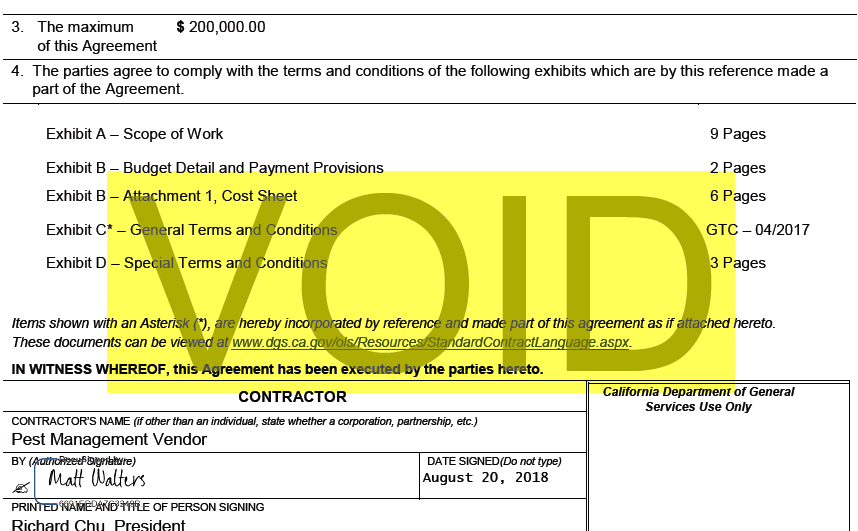 3. The maximum $ 200,000.00
of this Agreement
4. The parties agree to comply with the terms and conditions of the following exhibits which are by this reference made a
part of the Agreement.
Exhibit A – Scope of Work 9 Pages
Exhibit B – Budget Detail and Payment Provisions 2 Pages
Exhibit B – Attachment 1, Cost Sheet 6 Pages
Exhibit C* – General Terms and Conditions GTC – 04/2017
Exhibit D – Special Terms and Conditions 3 Pages
VOID
Items shown with an Asterisk (*), are hereby incorporated by reference and made part of this agreement as if attached hereto.
These documents can be viewed at www.dgs.ca.gov/ols/Resources/StandardContractLanguage.aspx.
IN WITNESS WHEREOF, this Agreement has been executed by the parties hereto.
CONTRACTOR
California Department of General
Services Use Only
CONTRACTOR'S NAME (if other than an individual, state whether a corporation, partnership, etc.)
Pest Management Vendor
BY (Authorized Signature) DATE SIGNED(Do not type)
DocuSigned by:
Matt Walters August 20, 2018
PRINTED NAME AND TITLE OF PERSON SIGNING
Richard Chu, President